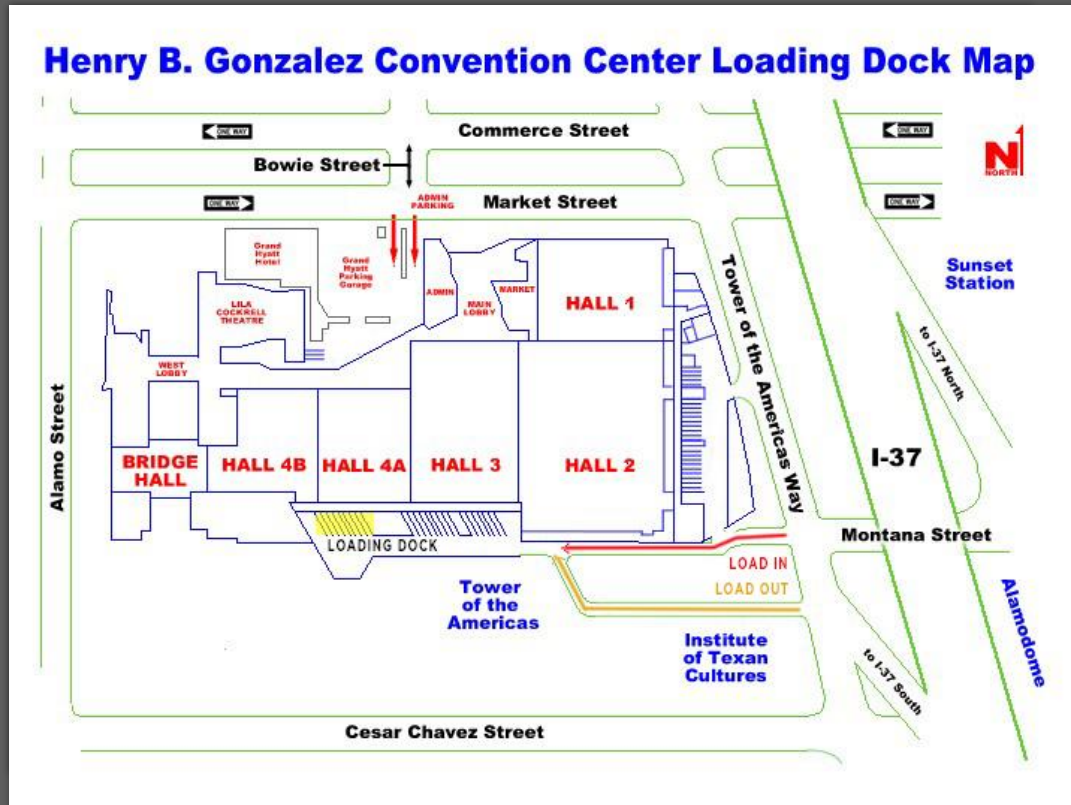 Henry B. Gonzalez Convention Center Loading Dock Map
ONE WAY
Commerce Street
ONE WAY
Bowie Street
N
NORTH
ONE WAY
ADMIN
PARKING
Market Street
ONE WAY
Grand
Hyatt
Hotel
Grand
Hyatt
Parking
Garage
ADMIN
MAIN
LOBBY
MARKET
HALL 1
Tower of the Americas Way
Sunset
Station
LILA
COCKRELL
THEATRE
to I-37 North
WEST
LOBBY
Alamo Street
BRIDGE
HALL
HALL 4B
HALL 4A
HALL 3
HALL 2
I-37
LOADING DOCK
Montana Street
LOAD IN
LOAD OUT
Tower
of the
Americas
Alamodome
Institute
of Texan
Cultures
to I-37 South
Cesar Chavez Street